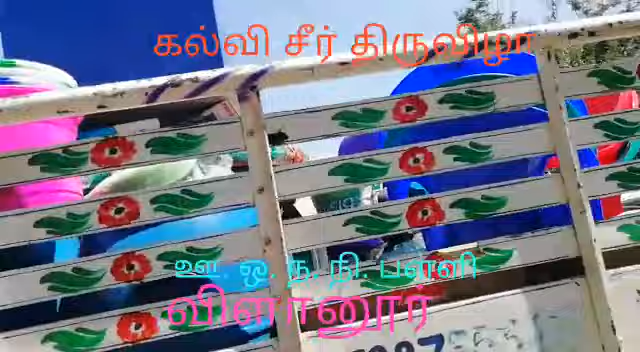 கல்வி சீர் திருவிழா
ஊ. ஒ. ந. நி. பள்ளி
விளானூர்